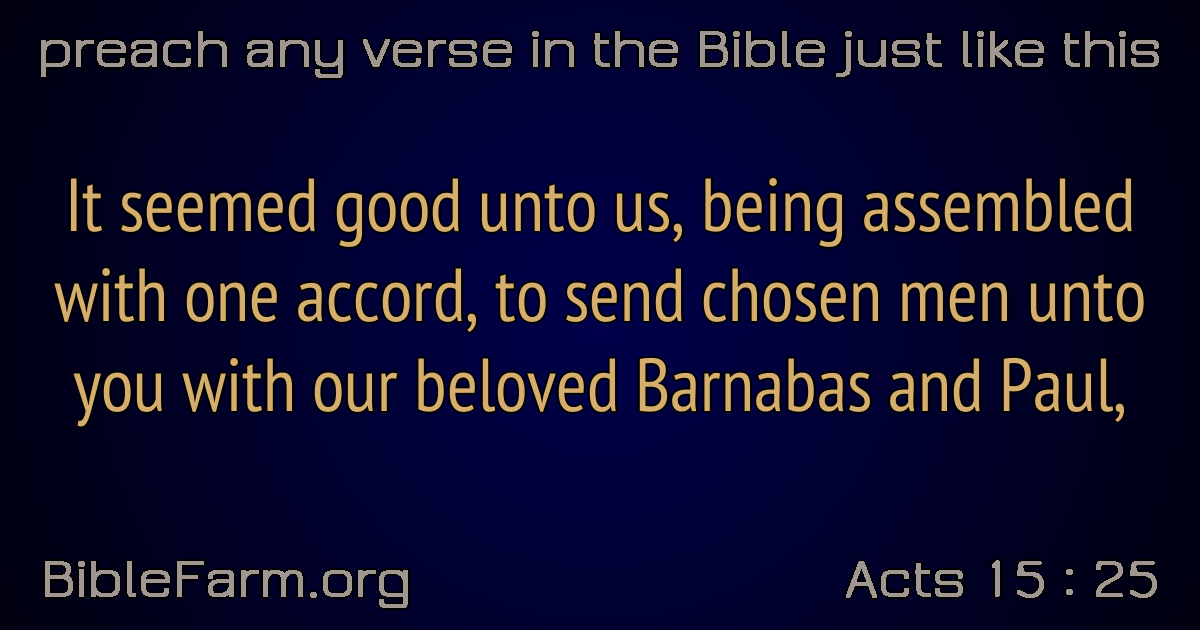 preach any verse in the Bible just like this
It seemed good unto us, being assembled
with one accord, to send chosen men unto
you with our beloved Barnabas and Paul,
BibleFarm.org
Acts 15 : 25